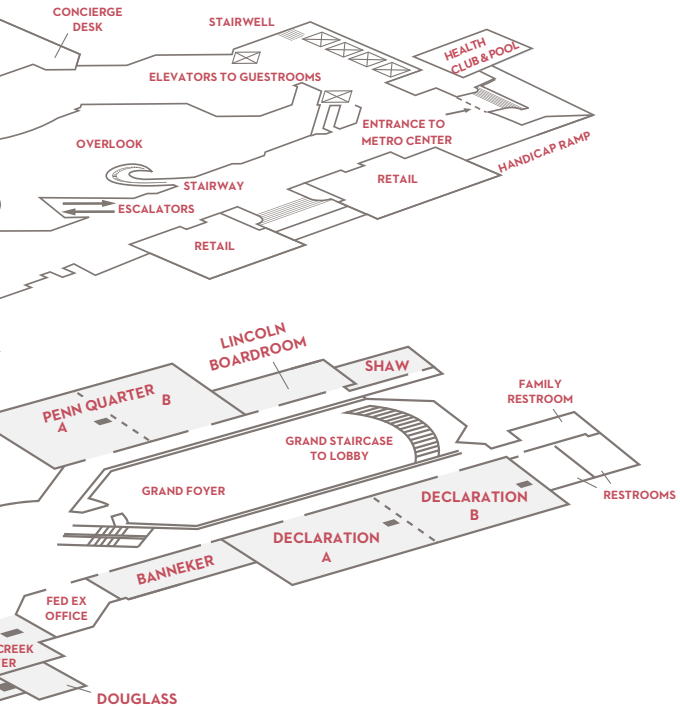 CONCIERGE
DESK
STAIRWELL
HEALTH
CLUB & POOL
ELEVATORS TO GUESTROOMS
ENTRANCE TO
METRO CENTER
HANDICAP RAMP
OVERLOOK
STAIRWAY
RETAIL
ESCALATORS
RETAIL
LINCOLN
BOARDROOM
SHAW
PENN QUARTER
A
B
FAMILY
RESTROOM
GRAND STAIRCASE
TO LOBBY
GRAND FOYER
RESTROOMS
DECLARATION
B
DECLARATION
A
BANNEKER
FED EX
OFFICE
CREEK
ER
DOUGLASS